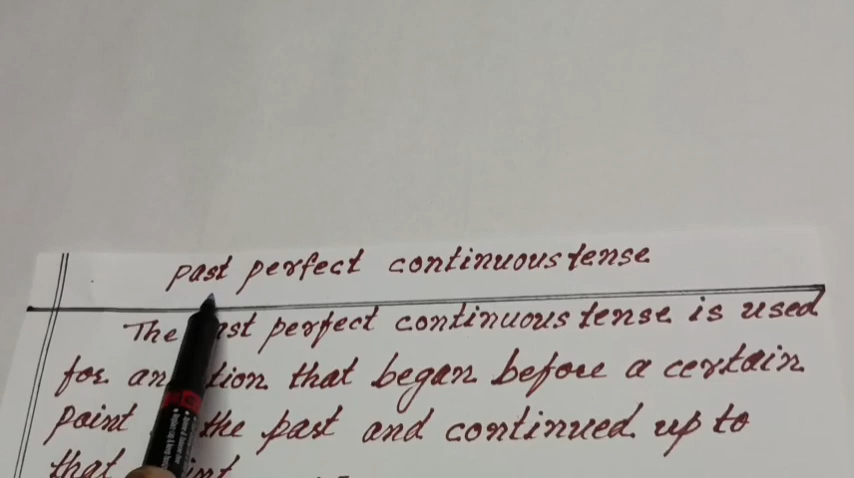 past perfect continuous tense
The perfect continuous tense is used
for an that began before a certain
point the past and continued up to
that